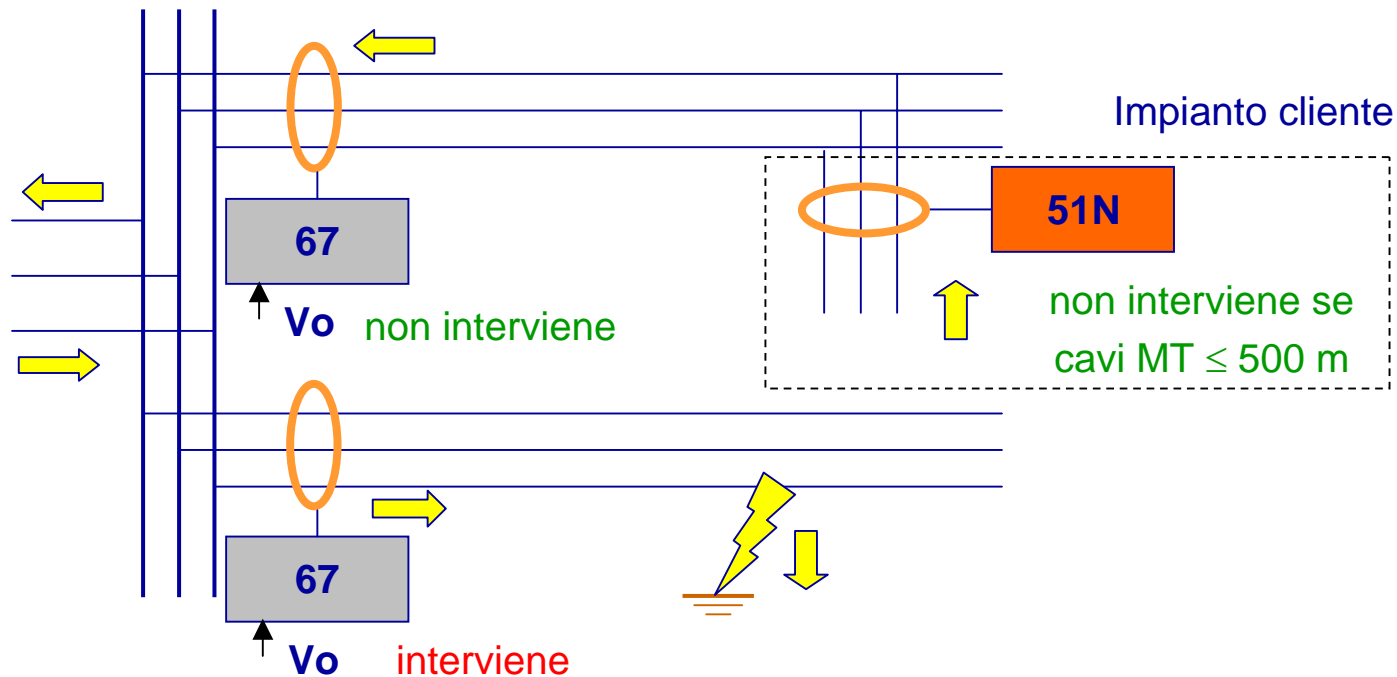 Impianto cliente
51N
67
non interviene se
cavi MT ≤ 500 m
Vo non interviene
67
Vo interviene